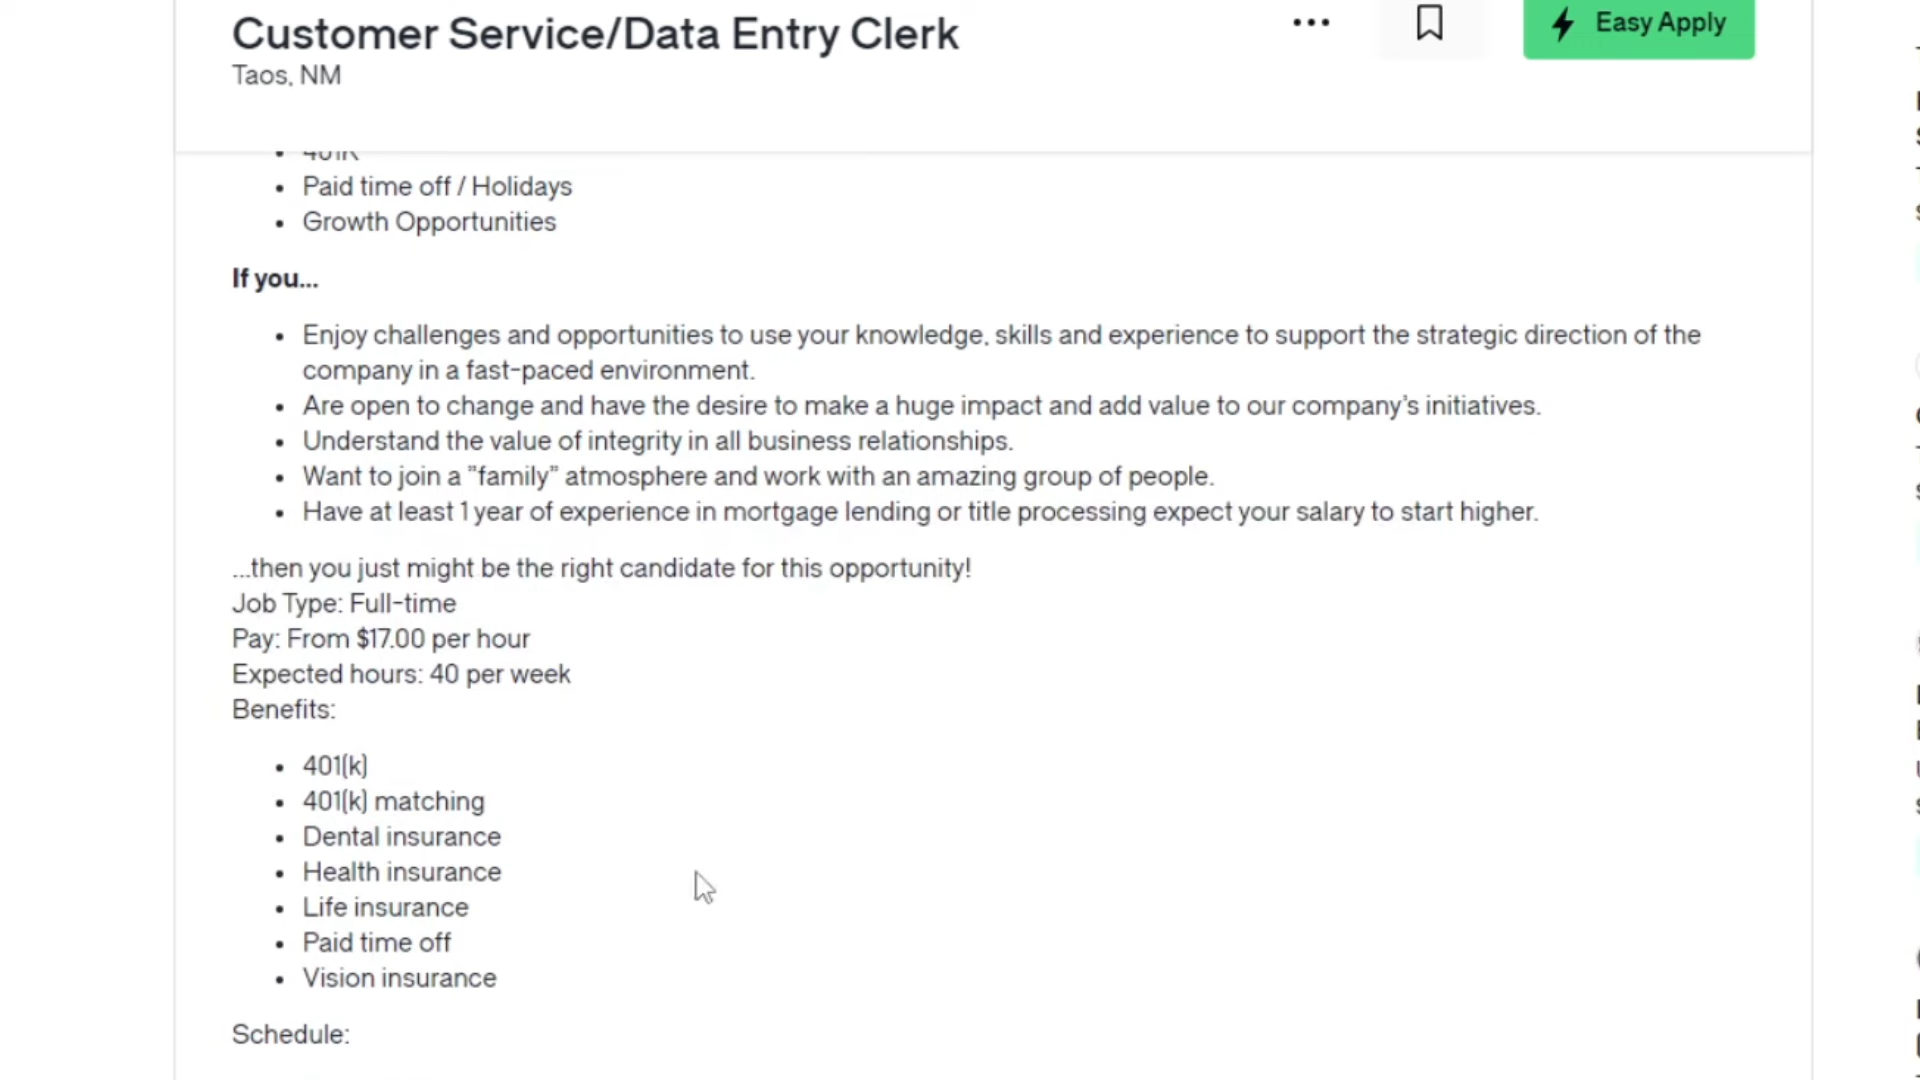 Customer Service/Data Entry Clerk
Taos, NM
Easy Apply
401K
Paid time off / Holidays
Growth Opportunities
If you...
Enjoy challenges and opportunities to use your knowledge, skills and experience to support the strategic direction of the
company in a fast-paced environment.
Are open to change and have the desire to make a huge impact and add value to our company's initiatives.
Understand the value of integrity in all business relationships.
Want to join a "family" atmosphere and work with an amazing group of people.
Have at least 1 year of experience in mortgage lending or title processing expect your salary to start higher.
...then you just might be the right candidate for this opportunity!
Job Type: Full-time
Pay: From $17.00 per hour
Expected hours: 40 per week
Benefits:
401(k)
401(k) matching
Dental insurance
Health insurance
Life insurance
Paid time off
Vision insurance
Schedule: